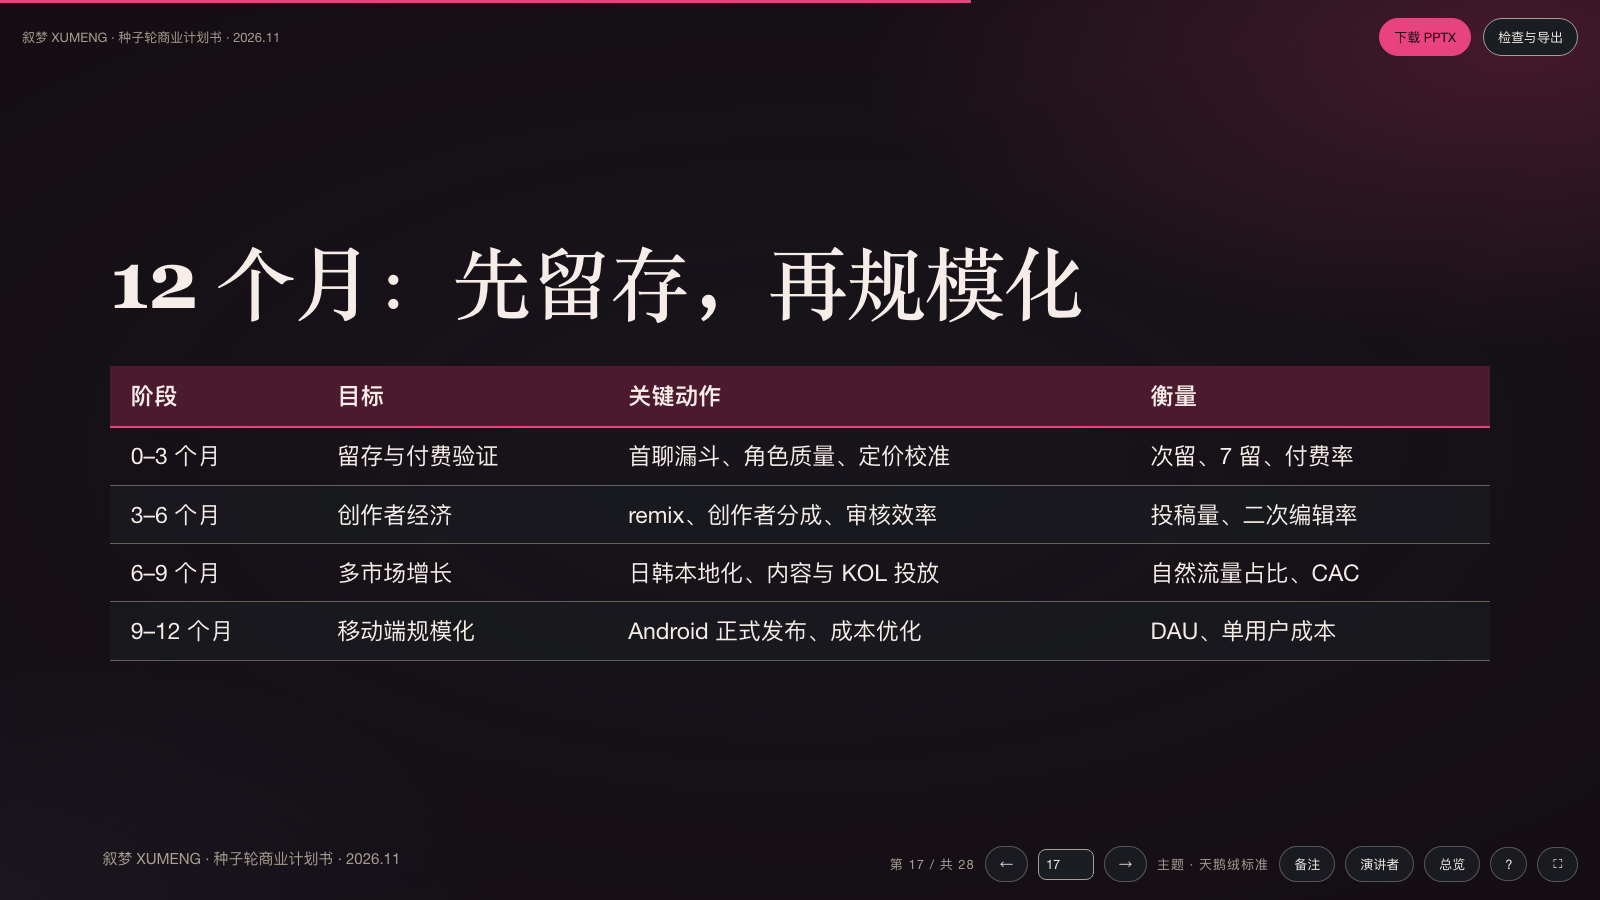 叙梦 XUMENG · 种子轮商业计划书 · 2026.11
下载 PPTX
检查与导出
12 个月：先留存，再规模化
阶段 目标 关键动作 衡量
0–3 个月 留存与付费验证 首聊漏斗、角色质量、定价校准 次留、7 留、付费率
3–6 个月 创作者经济 remix、创作者分成、审核效率 投稿量、二次编辑率
6–9 个月 多市场增长 日韩本地化、内容与 KOL 投放 自然流量占比、CAC
9–12 个月 移动端规模化 Android 正式发布、成本优化 DAU、单用户成本
叙梦 XUMENG · 种子轮商业计划书 · 2026.11
第 17 / 共 28 ← 17 → 主题 · 天鹅绒标准 备注 演讲者 总览 ?